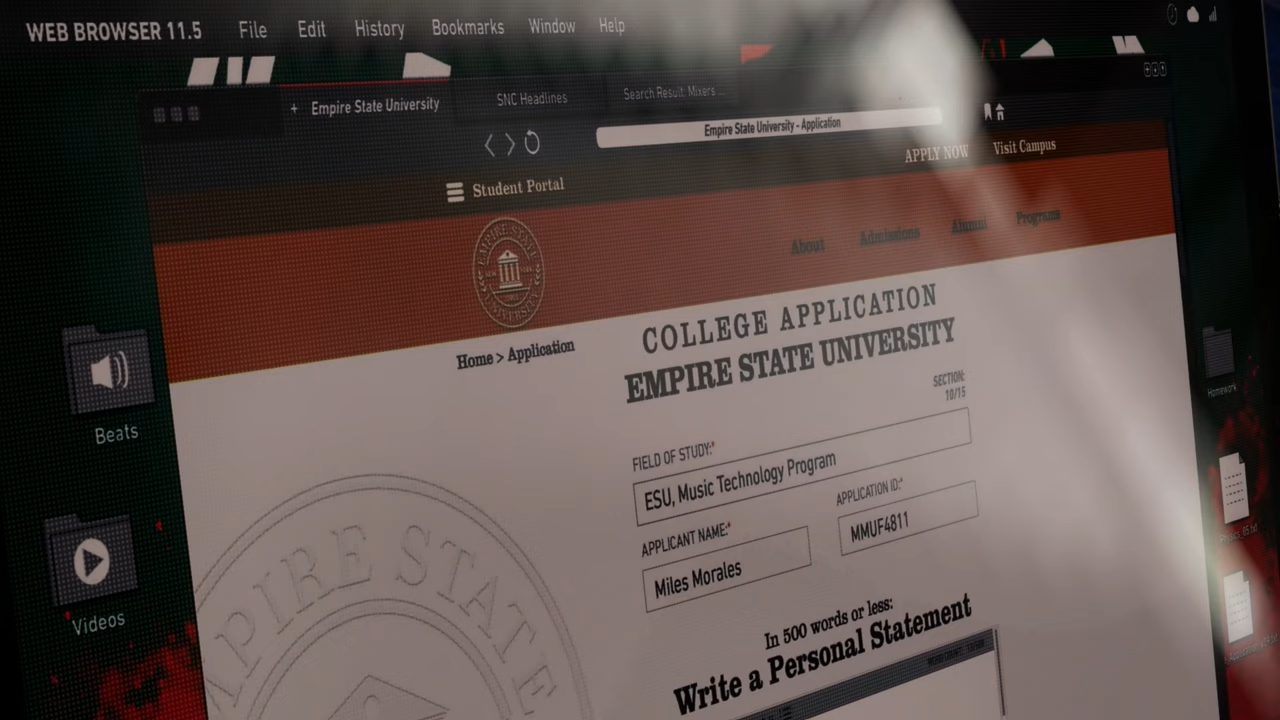 WEB BROWSER 11.5 File Edit History Bookmarks Window Help
+ Empire State University SNC Headlines Search Result: Mixers ...
Empire State University - Application
APPLY NOW Visit Campus
Student Portal
About Admissions Alumni Programs
EMPIRE STATE UNIVERSITY
Home > Application
COLLEGE APPLICATION
EMPIRE STATE UNIVERSITY
SECTION:
10/15
FIELD OF STUDY:*
ESU, Music Technology Program
APPLICANT NAME:*
Miles Morales
APPLICATION ID:*
MMUF4811
In 500 words or less:
Write a Personal Statement
Beats
Videos
Homework
EMPIRE STATE